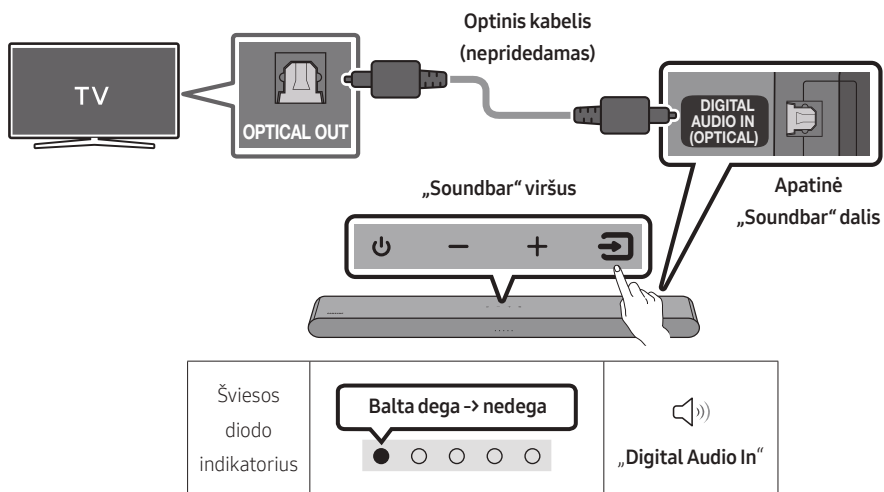 Optinis kabelis
(nepridedamas)
TV
OPTICAL OUT
DIGITAL
AUDIO IN
(OPTICAL)
Apatinė
„Soundbar“ dalis
„Soundbar“ viršus
Šviesos
diodo
indikatorius
Balta dega -> nedega
„Digital Audio In“